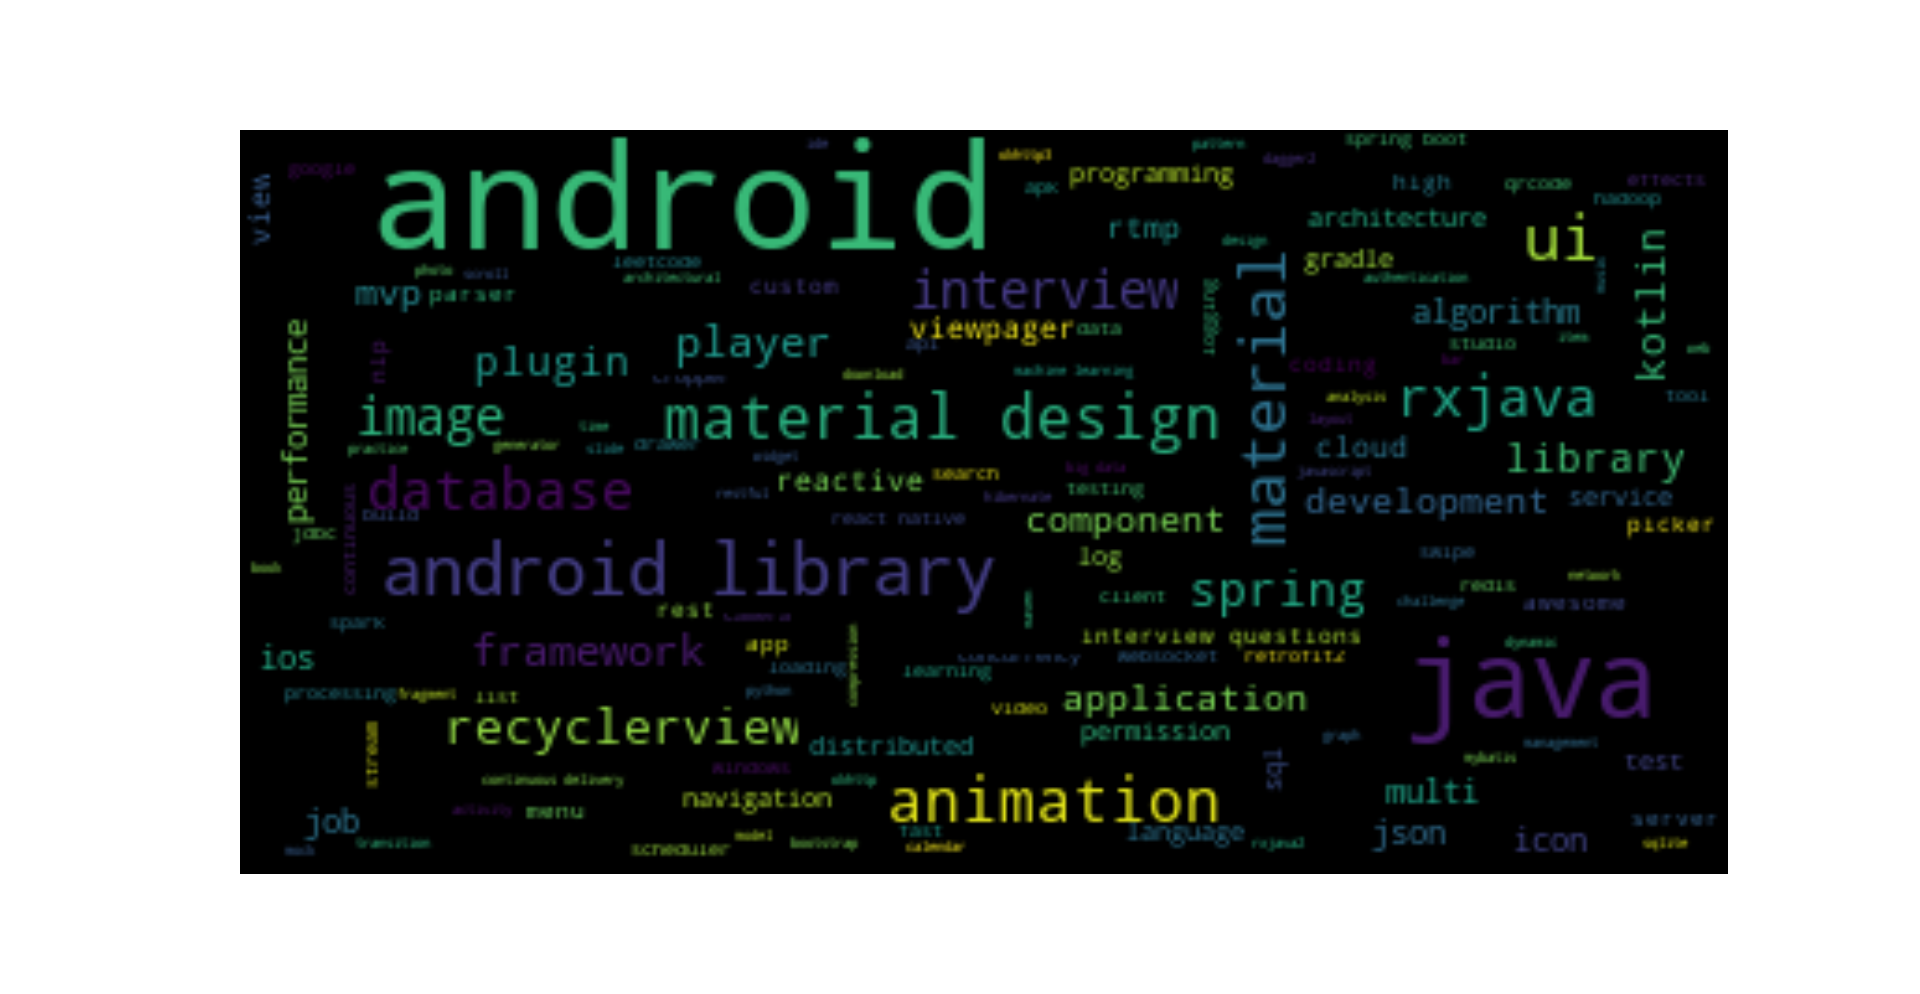 ide
pattern
spring boot
android
okhttp3
dagger2
google
programming
apk
high
qrcode
effects
view
hadoop
architecture
rtmp
design
ui
kotlin
leetcode
gradle
photo
scroll
architectural
authentication
custom
interview
material
music
mvp
parser
debugging
algorithm
performance
viewpager
data
api
player
studio
item
web
nlp
plugin
coding
bar
cropper
download
machine learning
rxjava
tool
analysis
image
material design
layout
time
practice
generator
slide
drawer
cloud
library
widget
database
reactive
search
big data
javascript
testing
restful
hibernate
development
service
continuous
build
react native
component
picker
jdbc
log
swipe
book
android library
network
spring
redis
client
challenge
awesome
rest
camera
spark
interview questions
dynamic
ios
framework
app
compression
loading
concurrency
websocket
retrofit2
java
learning
processing
fragment
list
python
video
application
recyclerview
permission
distributed
graph
management
stream
sql
mybatis
test
windows
continuous delivery
okhttp
animation
multi
navigation
activity
menu
job
fast
language
json
icon
server
model
transition
scheduler
bootstrap
calendar
rxjava2
sqlite
mock